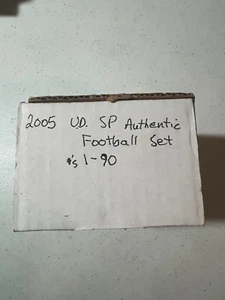 2005 U.D. SP Authentic
Football Set
#'s 1-90